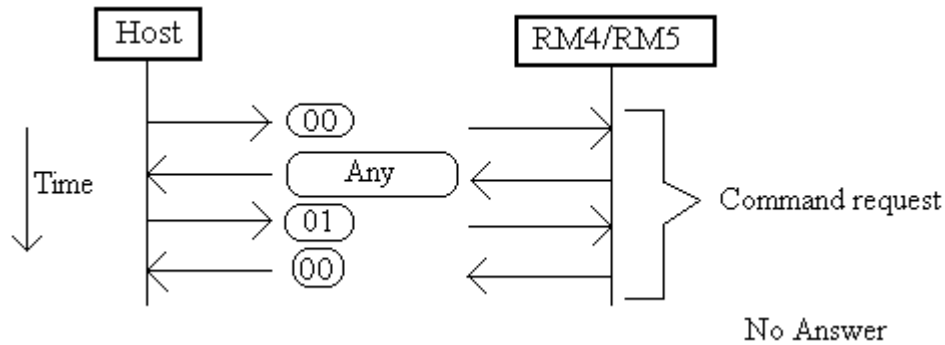 Host
RM4/RM5
00
Any
Time
Command request
01
00
No Answer